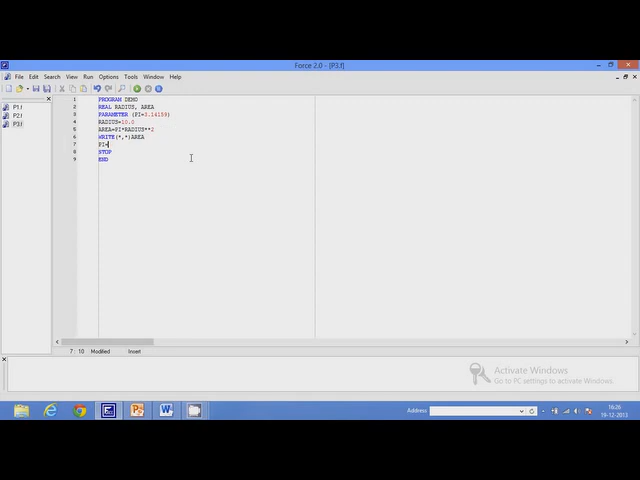 Force 2.0 - [P3.f]
File Edit Search View Run Options Tools Window Help
P1.f
P2.f
P3.f
1 PROGRAM DEMO
2 REAL RADIUS, AREA
3 PARAMETER (PI=3.14159)
4 RADIUS=10.0
5 AREA=PI*RADIUS**2
6 WRITE(*,*)AREA
7 PI=
8 STOP
9 END
7 : 10 Modified Insert
Activate Windows
Go to PC settings to activate Windows.
Address
16:26
19-12-2013